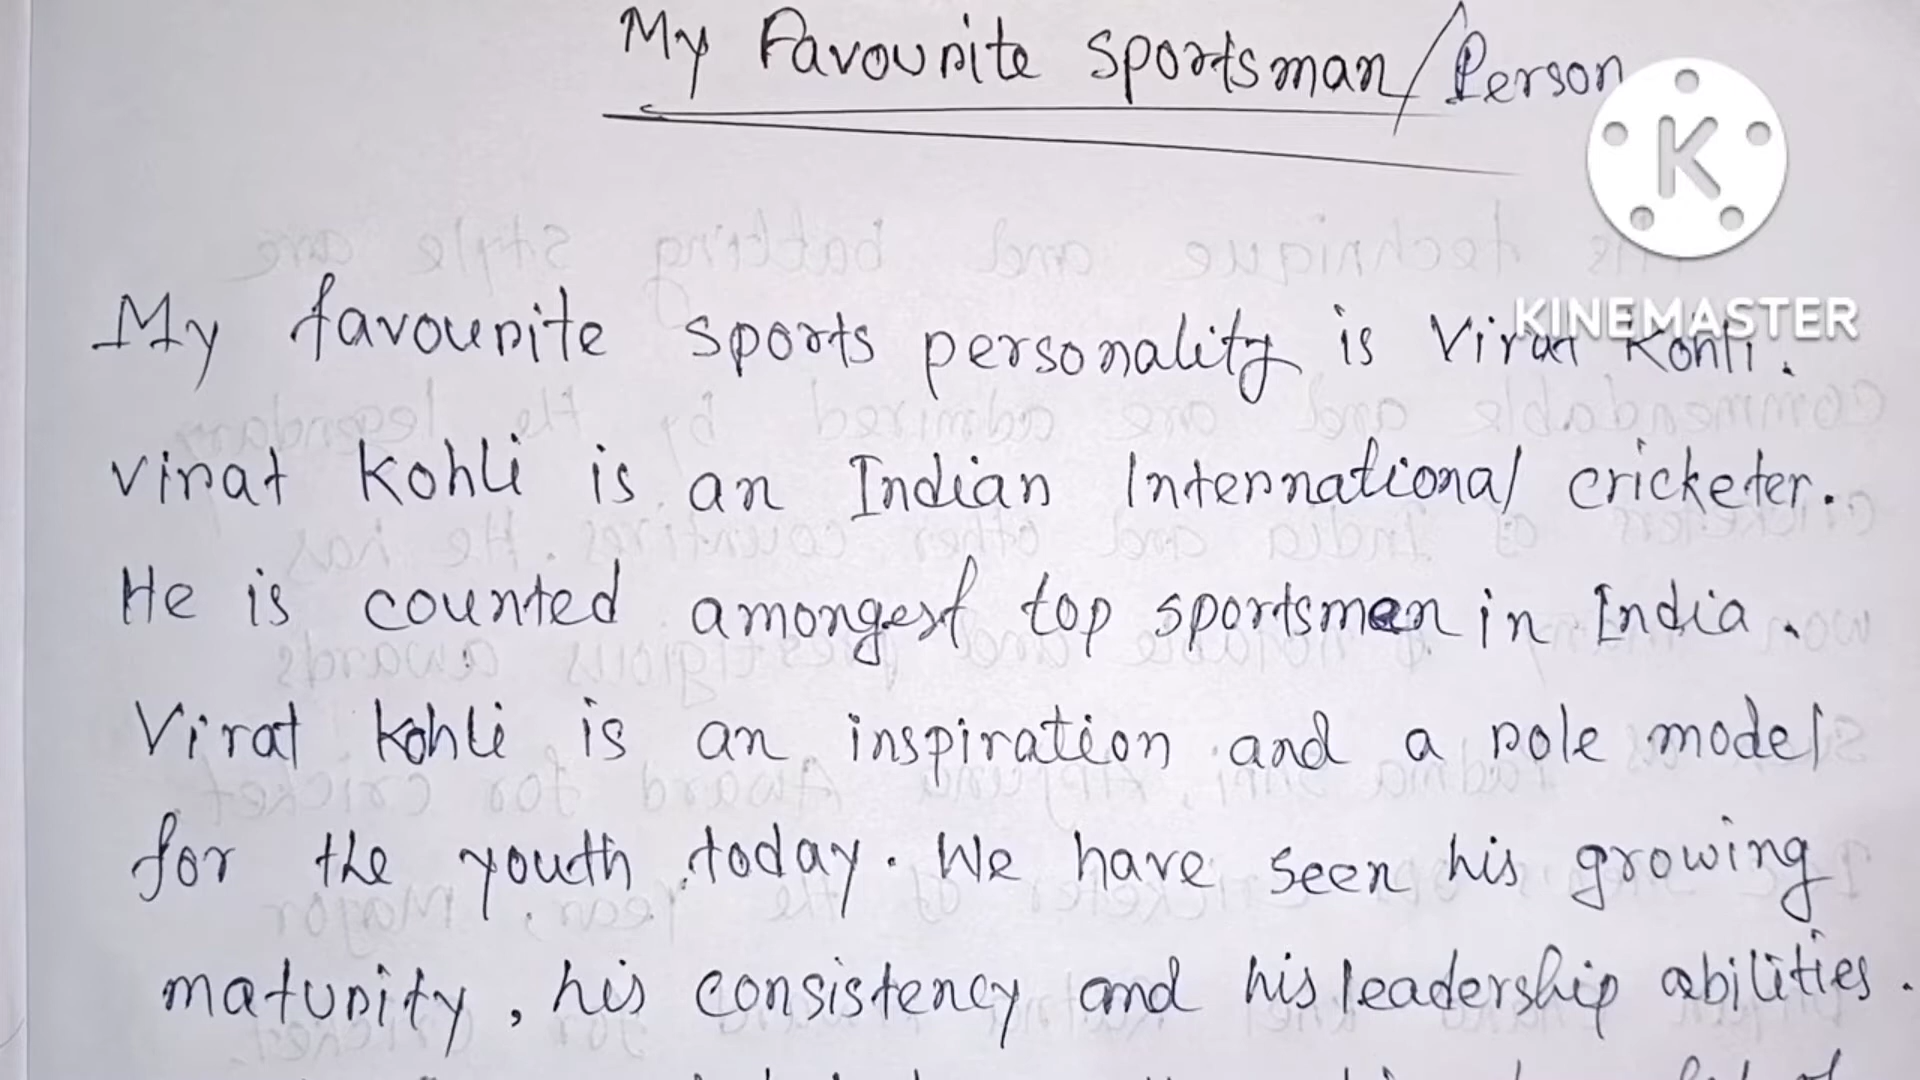 My Favourite Sportsman/Person
K
KINEMASTER
My favourite sports personality is Virat Kohli.
Virat Kohli is an Indian International cricketer.
He is counted amongest top sportsmen in India.
Virat Kohli is an inspiration and a role model
for the youth today. We have seen his growing
maturity, his consistency and his leadership abilities.